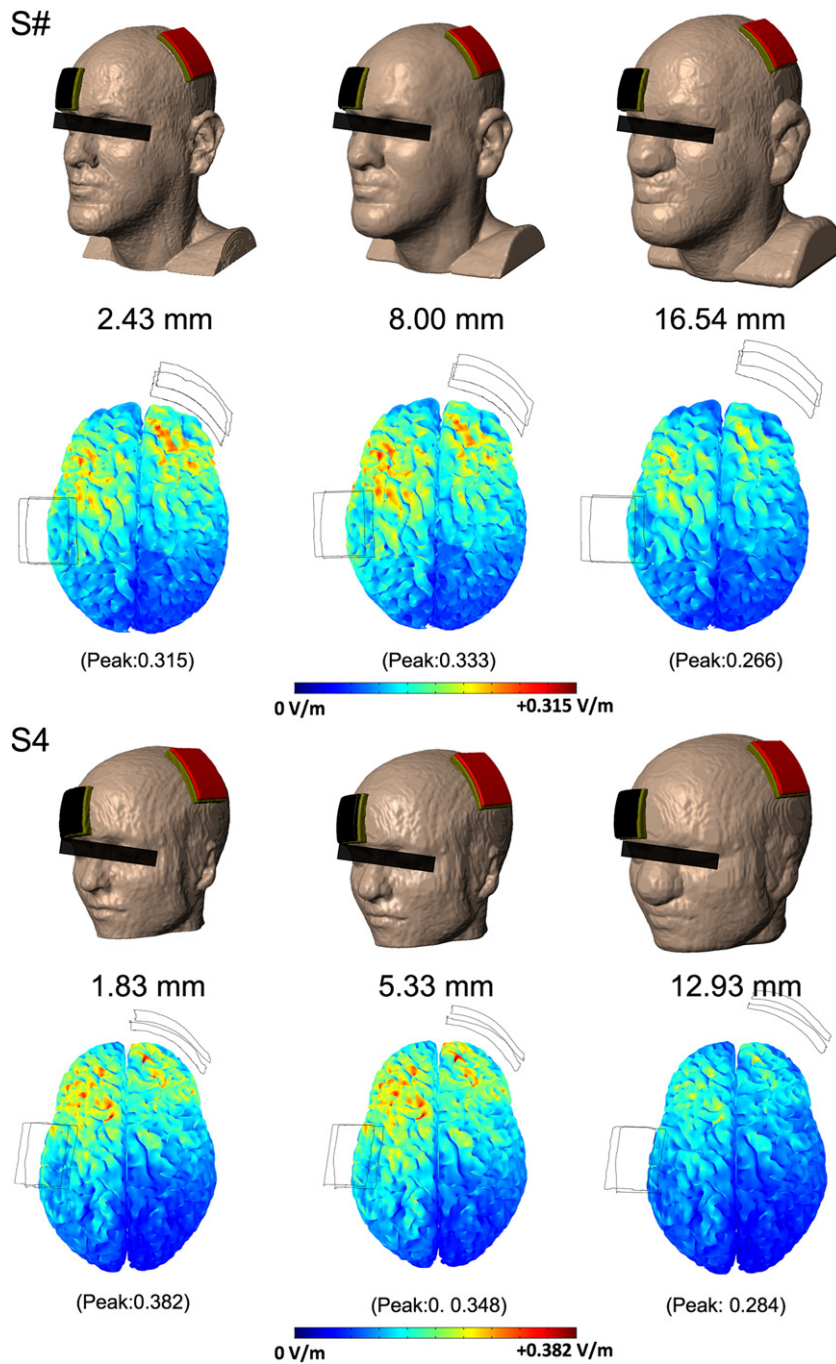 S#
2.43 mm 8.00 mm 16.54 mm
(Peak:0.315) (Peak:0.333) (Peak:0.266)
0 V/m +0.315 V/m
S4
1.83 mm 5.33 mm 12.93 mm
(Peak:0.382) (Peak:0. 0.348) (Peak: 0.284)
0 V/m +0.382 V/m